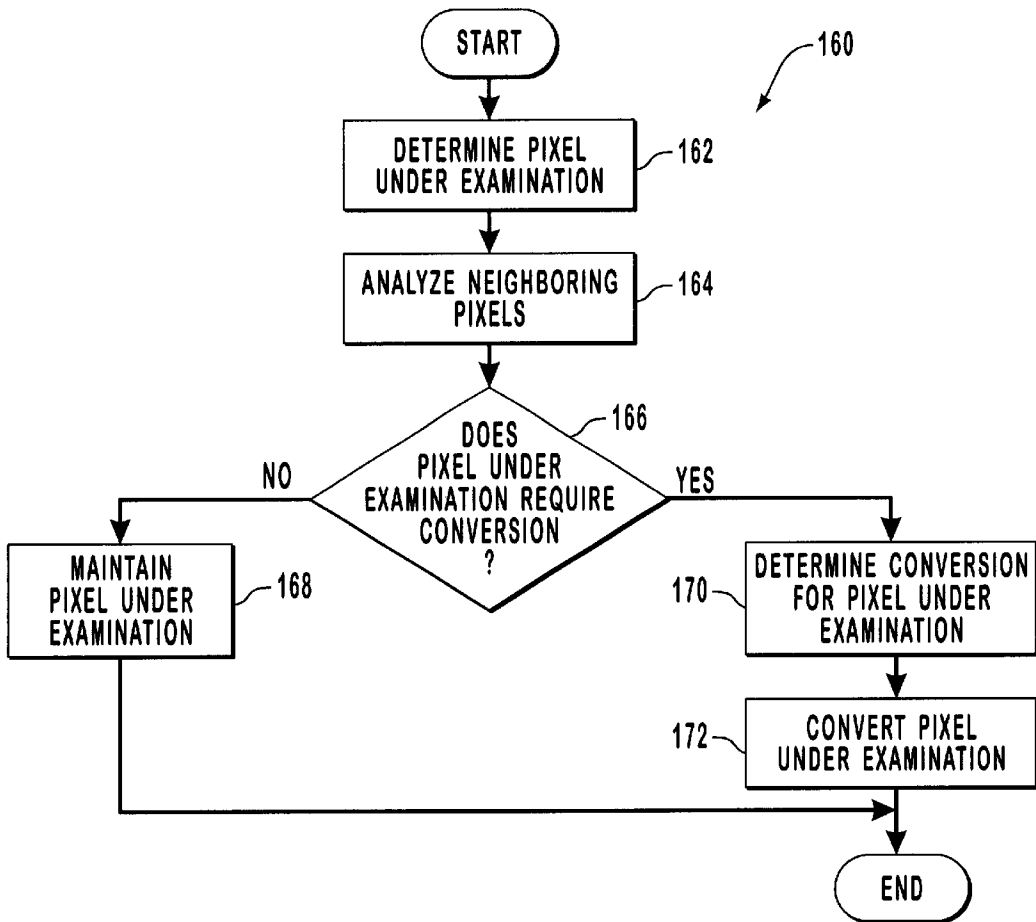 START
160
DETERMINE PIXEL
UNDER EXAMINATION
162
ANALYZE NEIGHBORING
PIXELS
164
DOES
PIXEL UNDER
EXAMINATION REQUIRE
CONVERSION
?
166
NO
YES
MAINTAIN
PIXEL UNDER
EXAMINATION
168
DETERMINE CONVERSION
FOR PIXEL UNDER
EXAMINATION
170
CONVERT PIXEL
UNDER EXAMINATION
172
END